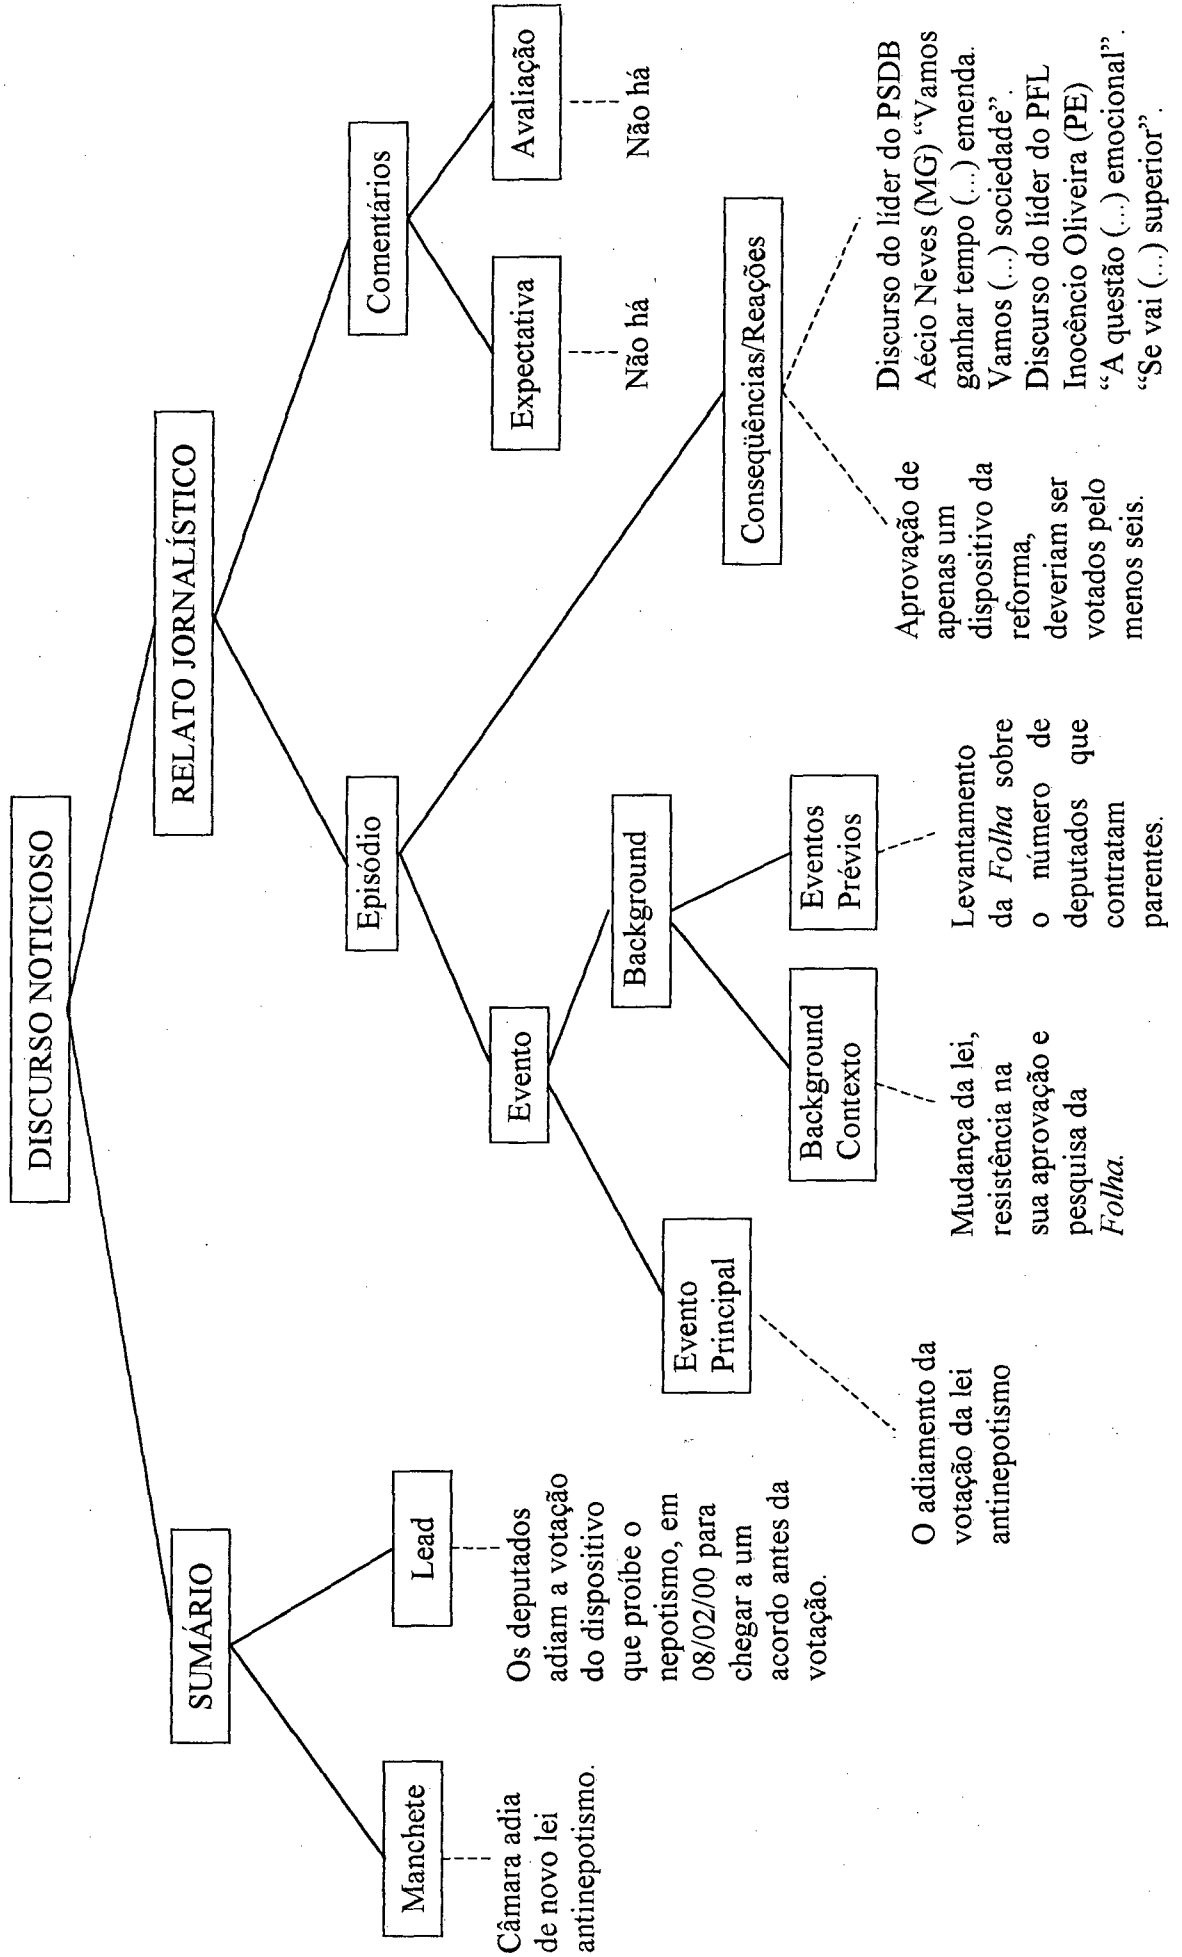 DISCURSO NOTICIOSO
SUMÁRIO
RELATO JORNALÍSTICO
Manchete
Lead
Episódio
Comentários
Câmara adia
de novo lei
antinepotismo.
Os deputados
adiam a votação
do dispositivo
que proíbe o
nepotismo, em
08/02/00 para
chegar a um
acordo antes da
votação.
Evento
Expectativa
Avaliação
Não há
Não há
Evento
Principal
Background
Conseqüências/Reações
Background
Contexto
Eventos
Prévios
O adiamento da
votação da lei
antinepotismo
Mudança da lei,
resistência na
sua aprovação e
pesquisa da
Folha.
Levantamento
da Folha sobre
o número de
deputados que
contratam
parentes.
Aprovação de
apenas um
dispositivo da
reforma,
deveriam ser
votados pelo
menos seis.
Discurso do líder do PSDB
Aécio Neves (MG) “Vamos
ganhar tempo (...) emenda.
Vamos (...) sociedade”.
Discurso do líder do PFL
Inocêncio Oliveira (PE)
“A questão (...) emocional”.
“Se vai (...) superior”.